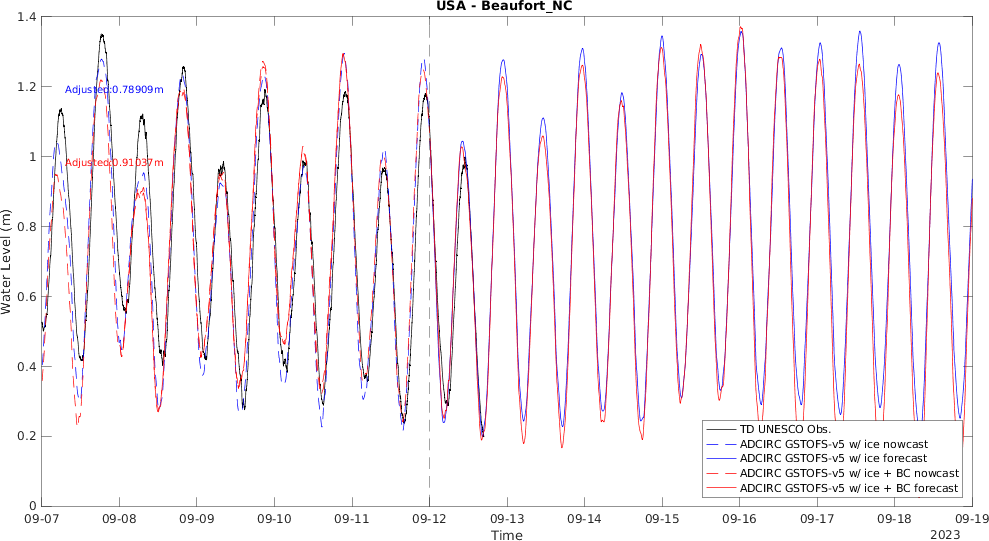 USA - Beaufort_NC
1.4
1.2
1
0.8
0.6
0.4
0.2
0
Water Level (m)
Adjusted:0.78909m
Adjusted:0.91037m
TD UNESCO Obs.
ADCIRC GSTOFS-v5 w/ ice nowcast
ADCIRC GSTOFS-v5 w/ ice forecast
ADCIRC GSTOFS-v5 w/ ice + BC nowcast
ADCIRC GSTOFS-v5 w/ ice + BC forecast
09-07 09-08 09-09 09-10 09-11 09-12 09-13 09-14 09-15 09-16 09-17 09-18 09-19
Time
2023